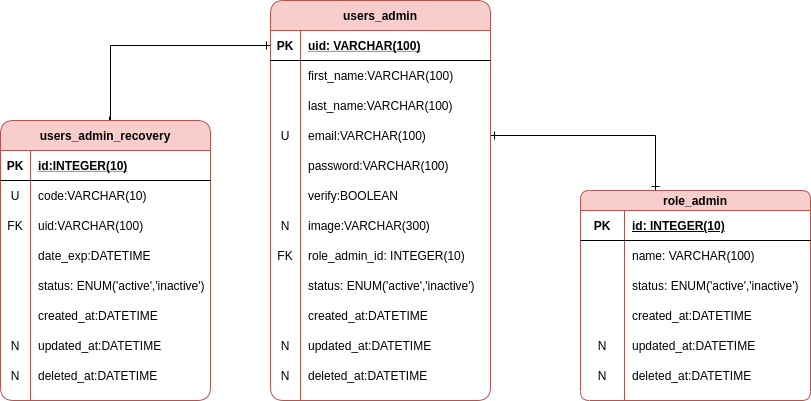 users_admin
PK uid: VARCHAR(100)
first_name:VARCHAR(100)
last_name:VARCHAR(100)
U email:VARCHAR(100)
password:VARCHAR(100)
verify:BOOLEAN
N image:VARCHAR(300)
FK role_admin_id: INTEGER(10)
status: ENUM('active','inactive')
created_at:DATETIME
N updated_at:DATETIME
N deleted_at:DATETIME
users_admin_recovery
PK id:INTEGER(10)
U code:VARCHAR(10)
FK uid:VARCHAR(100)
date_exp:DATETIME
status: ENUM('active','inactive')
created_at:DATETIME
N updated_at:DATETIME
N deleted_at:DATETIME
role_admin
PK id: INTEGER(10)
name: VARCHAR(100)
status: ENUM('active','inactive')
created_at:DATETIME
N updated_at:DATETIME
N deleted_at:DATETIME